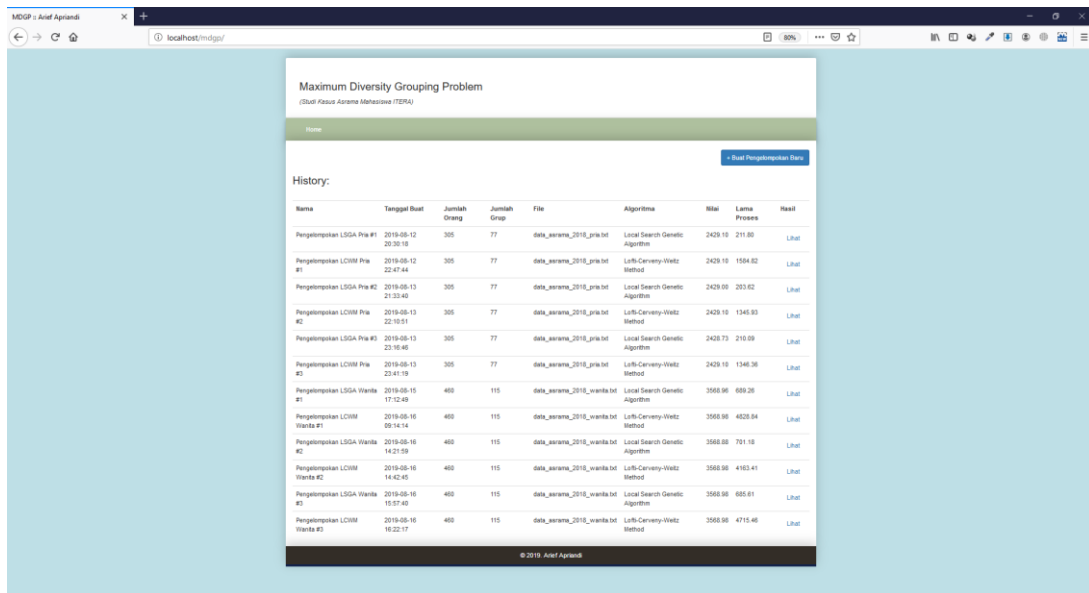 MDGP :: Arief Apriandi
localhost/mdgp/
80%
Maximum Diversity Grouping Problem
(Studi Kasus Asrama Mahasiswa ITERA)
Home
+ Buat Pengelompokan Baru
History:
Nama Tanggal Buat Jumlah Orang Jumlah Grup File Algoritma Nilai Lama Proses Hasil
Pengelompokan LSGA Pria #1 2019-08-12 20:30:18 305 77 data_asrama_2018_pria.txt Local Search Genetic Algorithm 2429.10 211.80 Lihat
Pengelompokan LCWM Pria #1 2019-08-12 22:47:44 305 77 data_asrama_2018_pria.txt Lofti-Cerveny-Weitz Method 2429.10 1584.82 Lihat
Pengelompokan LSGA Pria #2 2019-08-13 21:33:40 305 77 data_asrama_2018_pria.txt Local Search Genetic Algorithm 2429.00 203.62 Lihat
Pengelompokan LCWM Pria #2 2019-08-13 22:10:51 305 77 data_asrama_2018_pria.txt Lofti-Cerveny-Weitz Method 2429.10 1345.93 Lihat
Pengelompokan LSGA Pria #3 2019-08-13 23:16:46 305 77 data_asrama_2018_pria.txt Local Search Genetic Algorithm 2428.73 210.09 Lihat
Pengelompokan LCWM Pria #3 2019-08-13 23:41:19 305 77 data_asrama_2018_pria.txt Lofti-Cerveny-Weitz Method 2429.10 1346.36 Lihat
Pengelompokan LSGA Wanita #1 2019-08-15 17:12:49 460 115 data_asrama_2018_wanita.txt Local Search Genetic Algorithm 3568.96 689.26 Lihat
Pengelompokan LCWM Wanita #1 2019-08-16 09:14:14 460 115 data_asrama_2018_wanita.txt Lofti-Cerveny-Weitz Method 3568.98 4828.84 Lihat
Pengelompokan LSGA Wanita #2 2019-08-16 14:21:59 460 115 data_asrama_2018_wanita.txt Local Search Genetic Algorithm 3568.88 701.18 Lihat
Pengelompokan LCWM Wanita #2 2019-08-16 14:42:45 460 115 data_asrama_2018_wanita.txt Lofti-Cerveny-Weitz Method 3568.98 4163.41 Lihat
Pengelompokan LSGA Wanita #3 2019-08-16 15:57:40 460 115 data_asrama_2018_wanita.txt Local Search Genetic Algorithm 3568.96 685.61 Lihat
Pengelompokan LCWM Wanita #3 2019-08-16 16:22:17 460 115 data_asrama_2018_wanita.txt Lofti-Cerveny-Weitz Method 3568.98 4715.46 Lihat
© 2019. Arief Apriandi